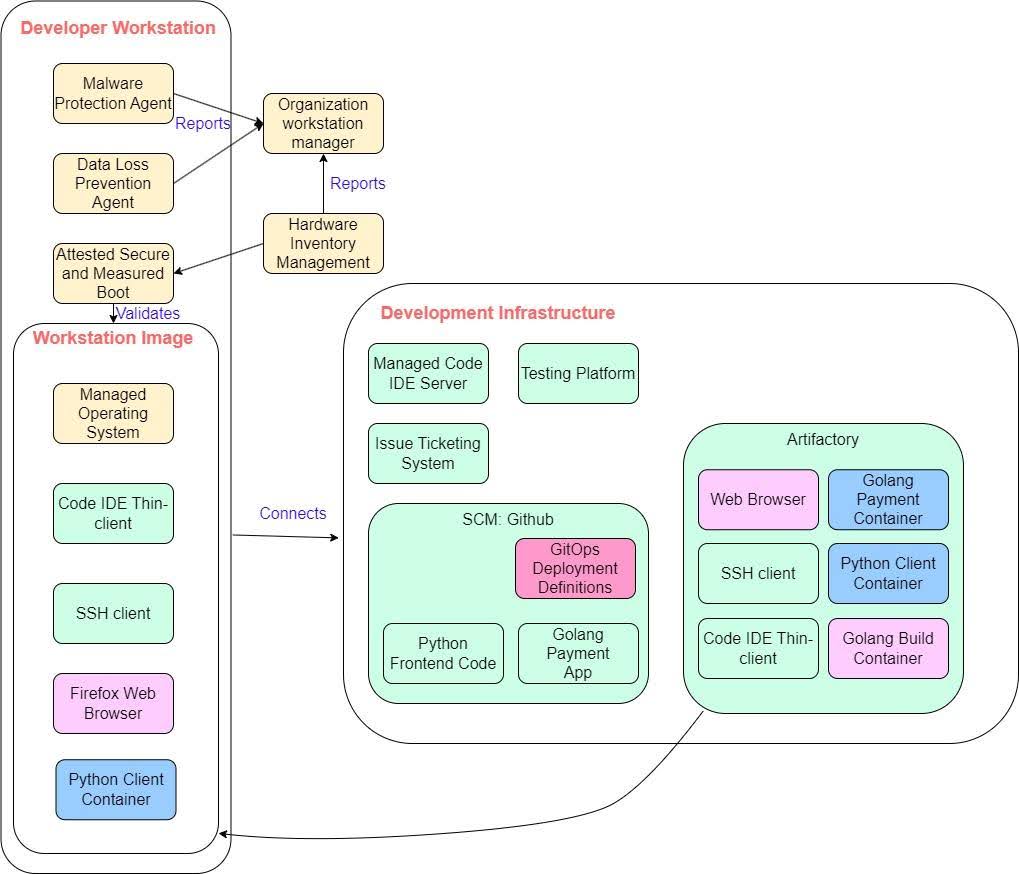 Developer Workstation
Malware
Protection Agent
Reports
Organization
workstation
manager
Data Loss
Prevention
Agent
Reports
Hardware
Inventory
Management
Attested Secure
and Measured
Boot
Validates
Workstation Image
Managed
Operating
System
Code IDE Thin-
client
SSH client
Firefox Web
Browser
Python Client
Container
Connects
Development Infrastructure
Managed Code
IDE Server
Testing Platform
Issue Ticketing
System
SCM: Github
GitOps
Deployment
Definitions
Python
Frontend Code
Golang
Payment
App
Artifactory
Web Browser
Golang
Payment
Container
SSH client
Python Client
Container
Code IDE Thin-
client
Golang Build
Container